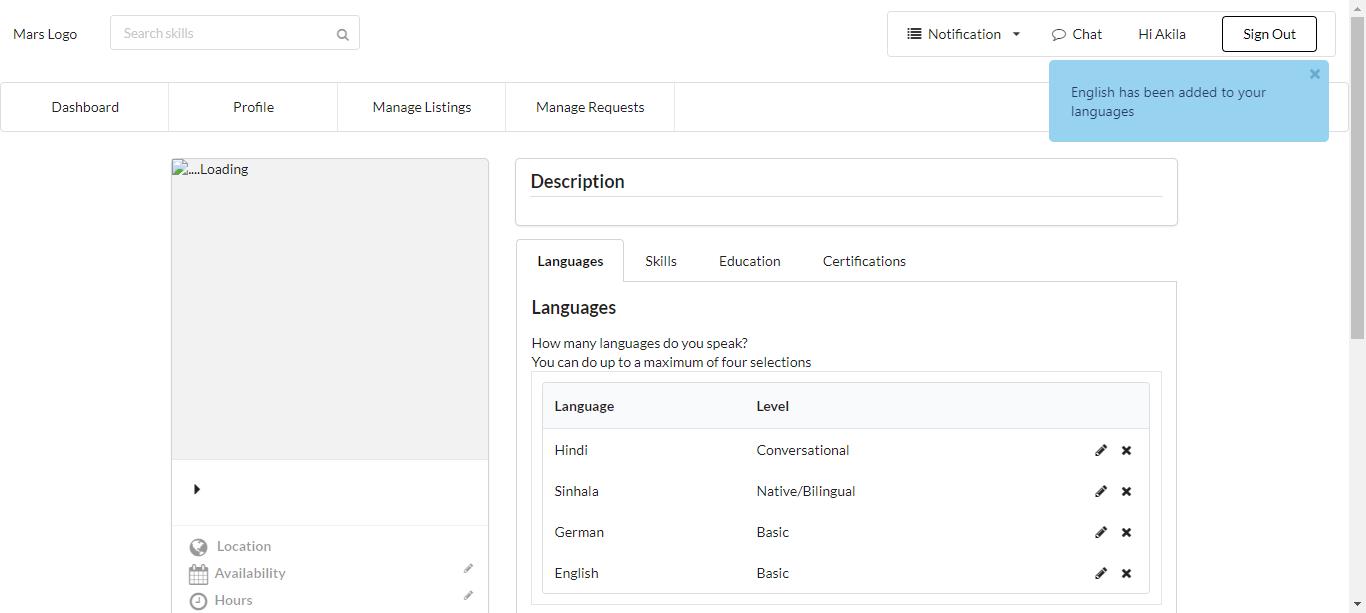 Mars Logo
Search skills
Notification
Chat
Hi Akila
Sign Out
English has been added to your
languages
Dashboard
Profile
Manage Listings
Manage Requests
....Loading
Location
Availability
Hours
Description
Languages
Skills
Education
Certifications
Languages
How many languages do you speak?
You can do up to a maximum of four selections
Language Level
Hindi Conversational
Sinhala Native/Bilingual
German Basic
English Basic